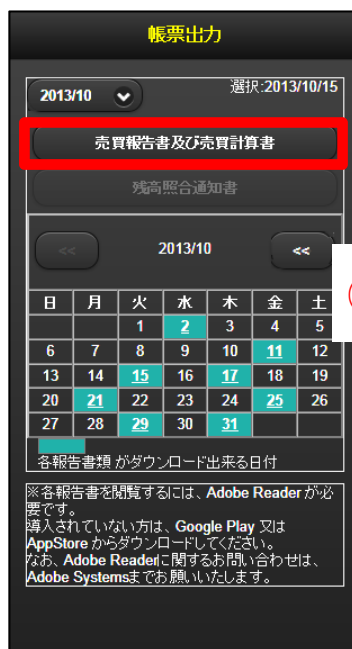 帳票出力
2013/10 選択:2013/10/15
売買報告書及び売買計算書
残高照合通知書
<< 2013/10 <<
日 月 火 水 木 金 土
1 2 3 4 5
6 7 8 9 10 11 12
13 14 15 16 17 18 19
20 21 22 23 24 25 26
27 28 29 30 31
各報告書類 がダウンロード出来る日付
※各報告書を閲覧するには、Adobe Reader が必
要です。
導入されていない方は、Google Play 又は
AppStore からダウンロードしてください。
なお、Adobe Readerに関するお問い合わせは、
Adobe Systemsまでお願いいたします。